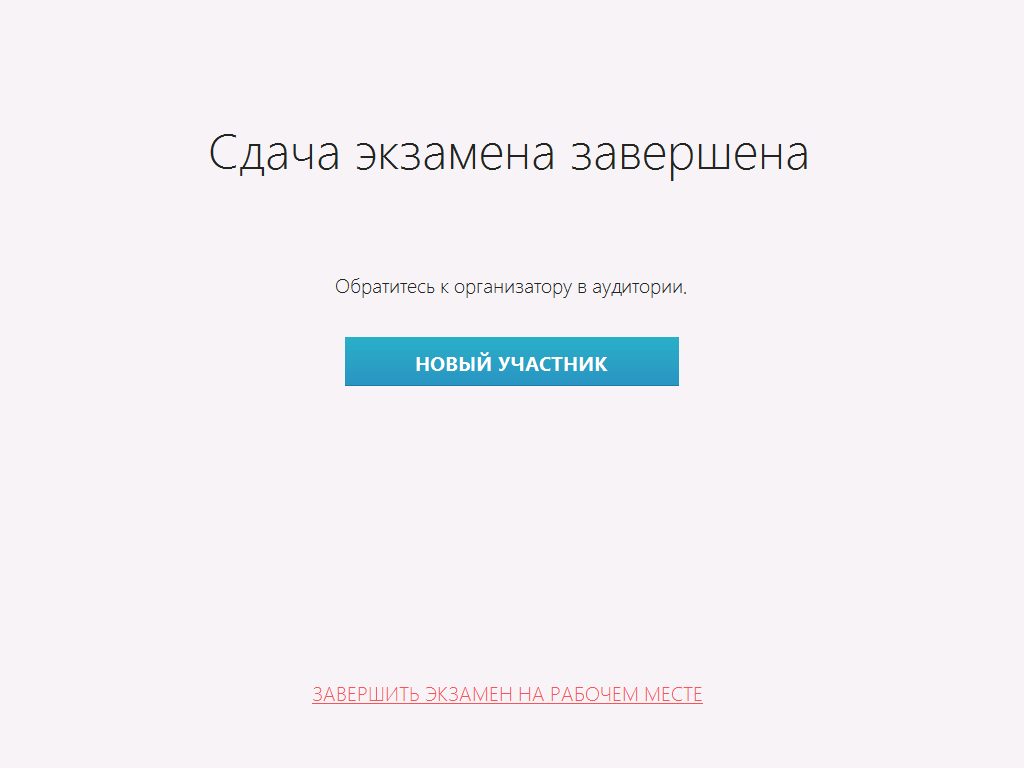 Сдача экзамена завершена
Обратитесь к организатору в аудитории.
НОВЫЙ УЧАСТНИК
ЗАВЕРШИТЬ ЭКЗАМЕН НА РАБОЧЕМ МЕСТЕ